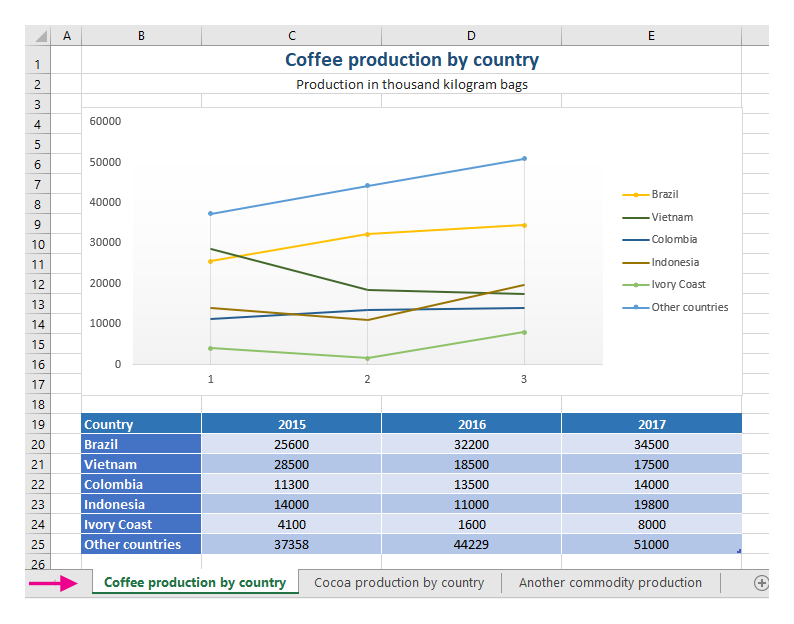 A B C D E
1 Coffee production by country
2 Production in thousand kilogram bags
3
4 60000
5
6 50000
7
8 40000 Brazil
9 Vietnam
10 30000 Colombia
11 Indonesia
12 20000 Ivory Coast
13 Other countries
14 10000
15
16 0
17 1 2 3
18
19 Country 2015 2016 2017
20 Brazil 25600 32200 34500
21 Vietnam 28500 18500 17500
22 Colombia 11300 13500 14000
23 Indonesia 14000 11000 19800
24 Ivory Coast 4100 1600 8000
25 Other countries 37358 44229 51000
26
Coffee production by country Cocoa production by country Another commodity production